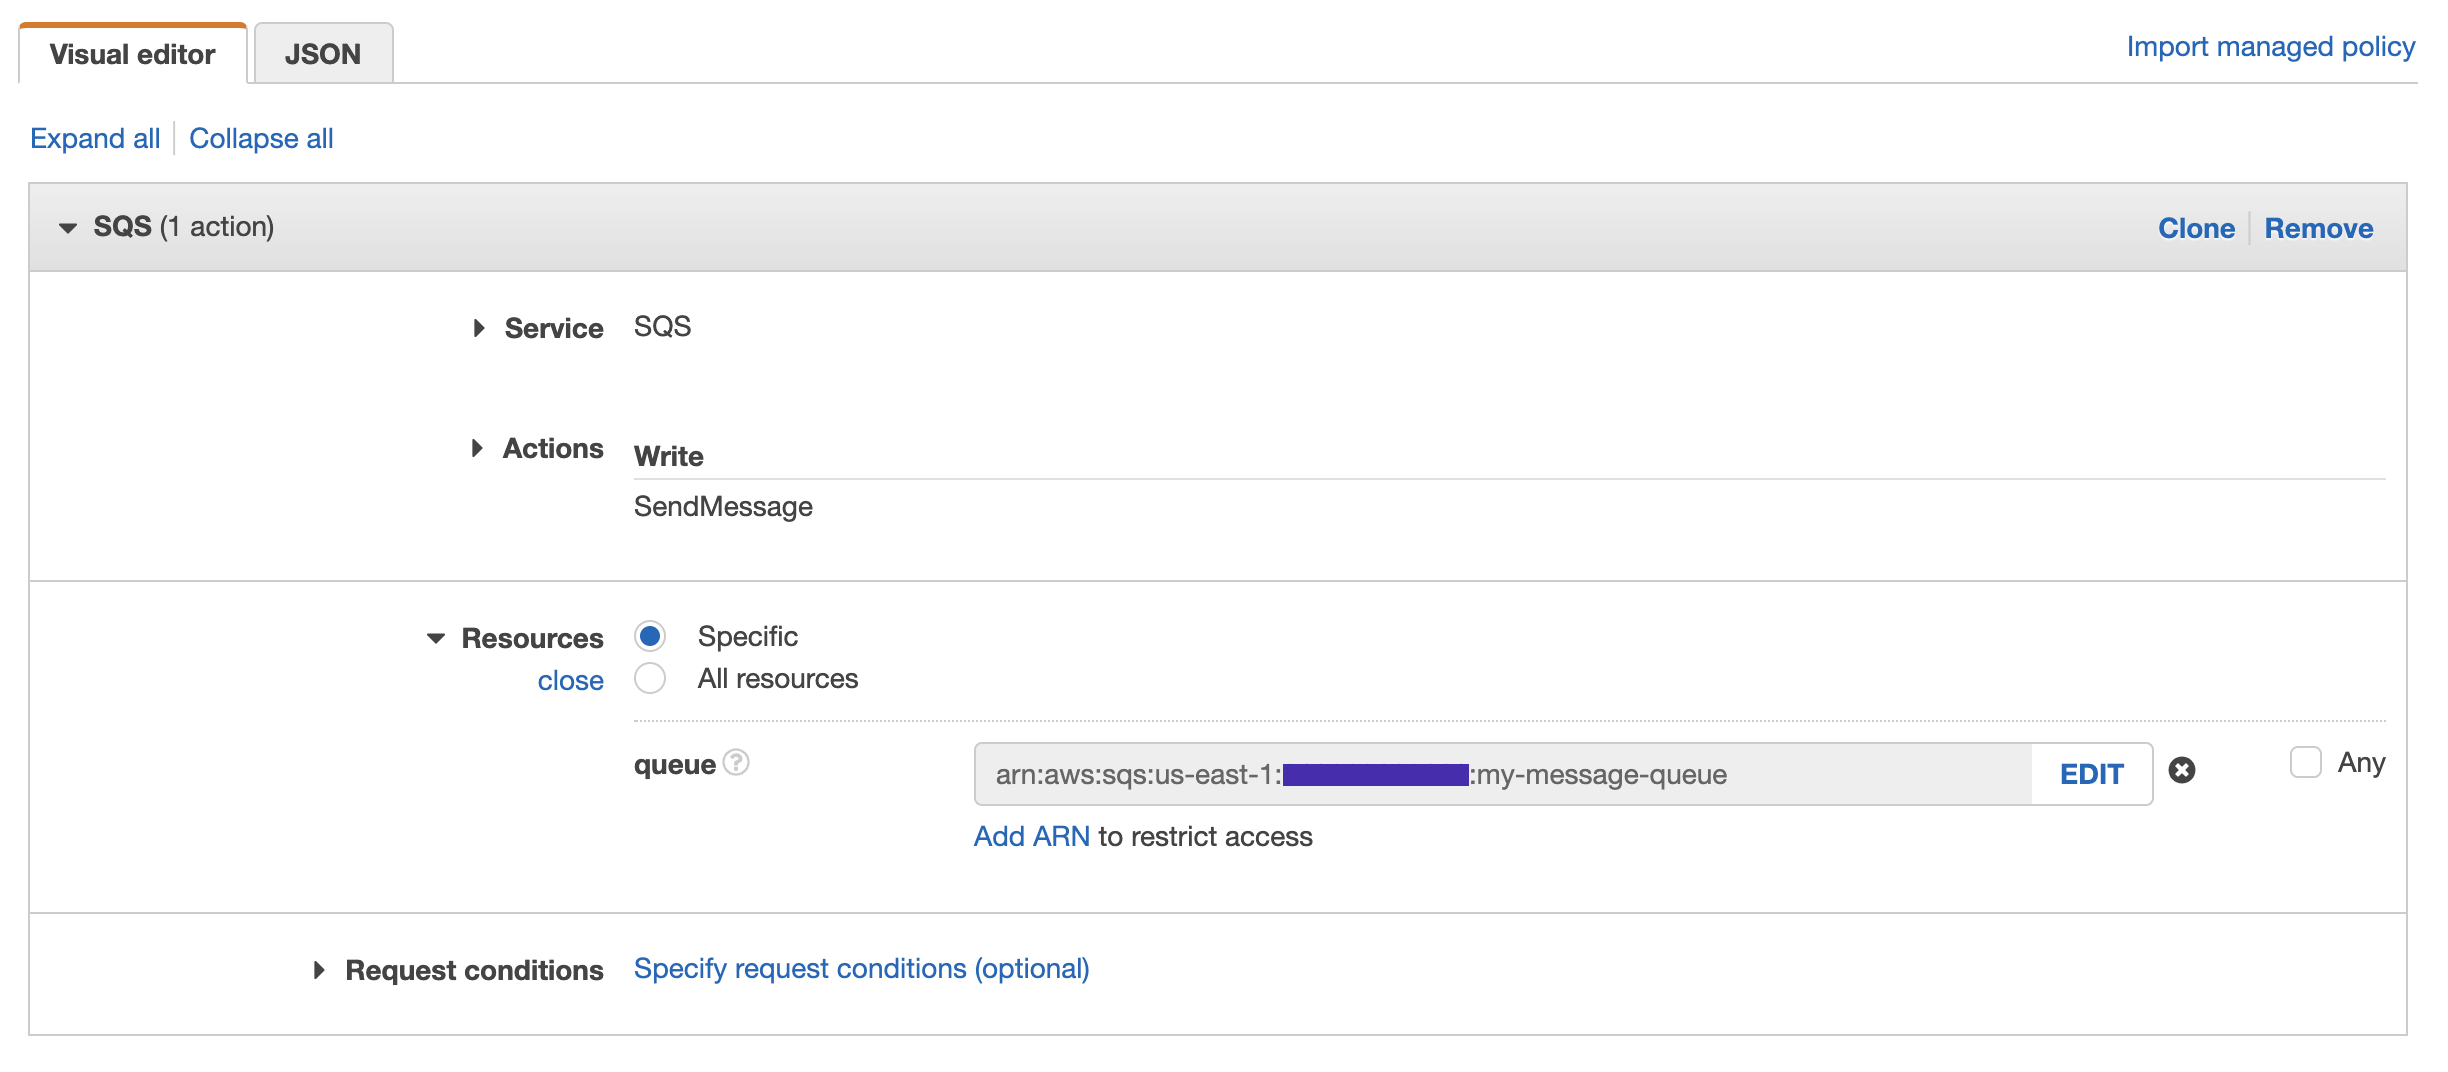 Visual editor JSON Import managed policy
Expand all Collapse all
SQS (1 action) Clone Remove
Service SQS
Actions Write
SendMessage
Resources Specific
close All resources
queue ? arn:aws:sqs:us-east-1: :my-message-queue EDIT Any
Add ARN to restrict access
Request conditions Specify request conditions (optional)